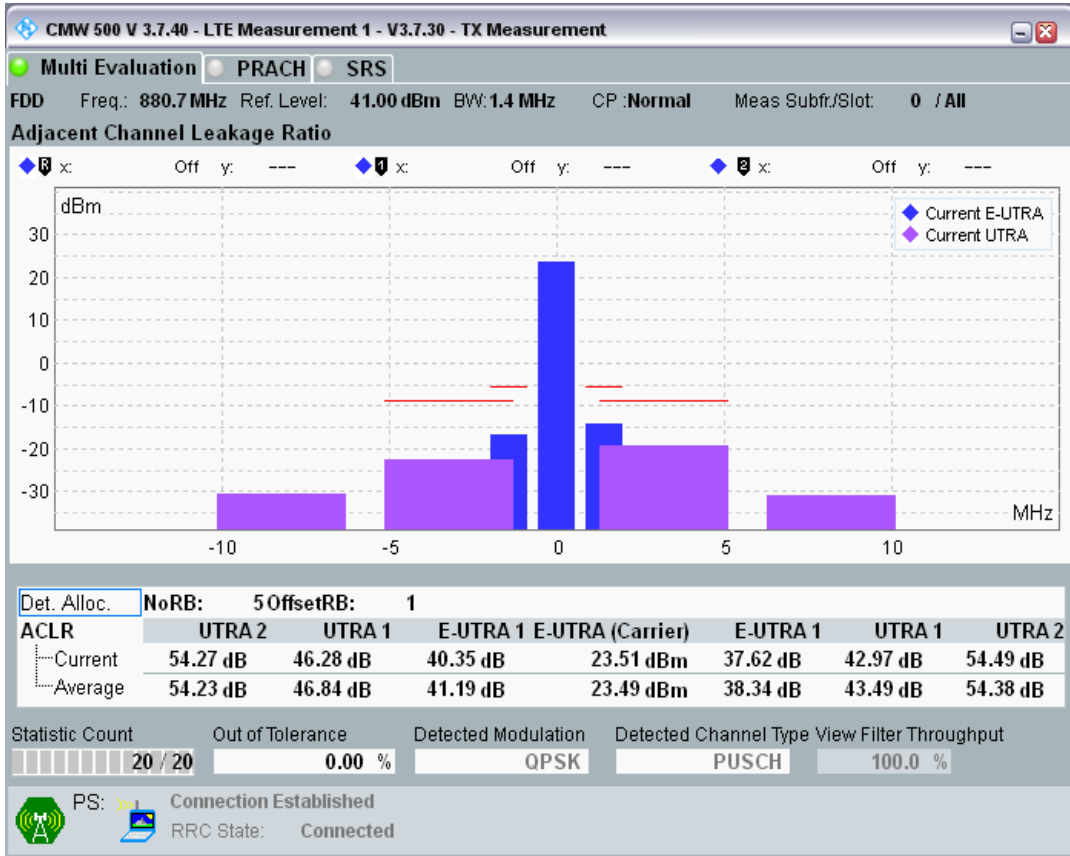 CMW 500 V 3.7.40 - LTE Measurement 1 - V3.7.30 - TX Measurement
Multi Evaluation PRACH SRS
FDD Freq.: 880.7 MHz Ref. Level: 41.00 dBm BW: 1.4 MHz CP :Normal Meas Subfr./Slot: 0 / All
Adjacent Channel Leakage Ratio
R x: Off y: --- 1 x: Off y: --- 2 x: Off y: ---
dBm
Current E-UTRA
Current UTRA
30
20
10
0
-10
-20
-30
MHz
-10 -5 0 5 10
Det. Alloc. NoRB: 5 OffsetRB: 1
ACLR UTRA 2 UTRA 1 E-UTRA 1 E-UTRA (Carrier) E-UTRA 1 UTRA 1 UTRA 2
Current 54.27 dB 46.28 dB 40.35 dB 23.51 dBm 37.62 dB 42.97 dB 54.49 dB
Average 54.23 dB 46.84 dB 41.19 dB 23.49 dBm 38.34 dB 43.49 dB 54.38 dB
Statistic Count Out of Tolerance Detected Modulation Detected Channel Type View Filter Throughput
20 / 20 0.00 % QPSK PUSCH 100.0 %
PS: Connection Established
RRC State: Connected